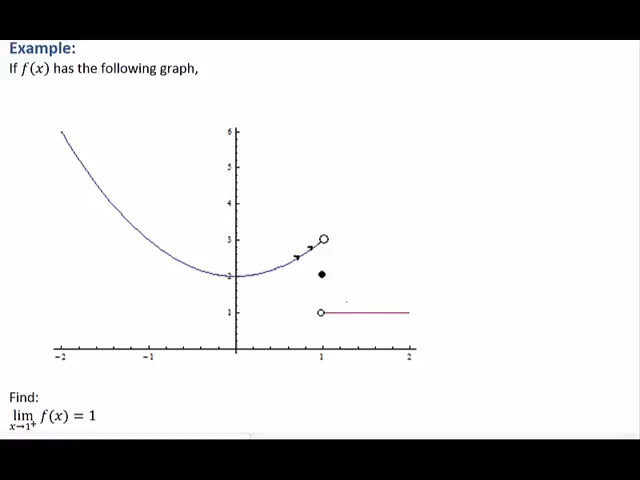 Example:
If f(x) has the following graph,
6
5
4
3
2
1
-2 -1 0 1 2
Find:
lim f(x) = 1
x→1⁺